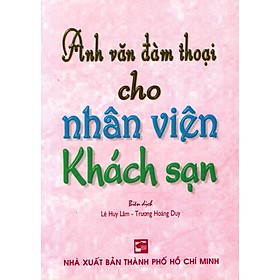 Anh văn đàm thoại
cho
nhân viện
Khách sạn
Biên dịch
Lê Huy Lâm - Trương Hoàng Duy
NHÀ XUẤT BẢN THÀNH PHỐ HỒ CHÍ MINH